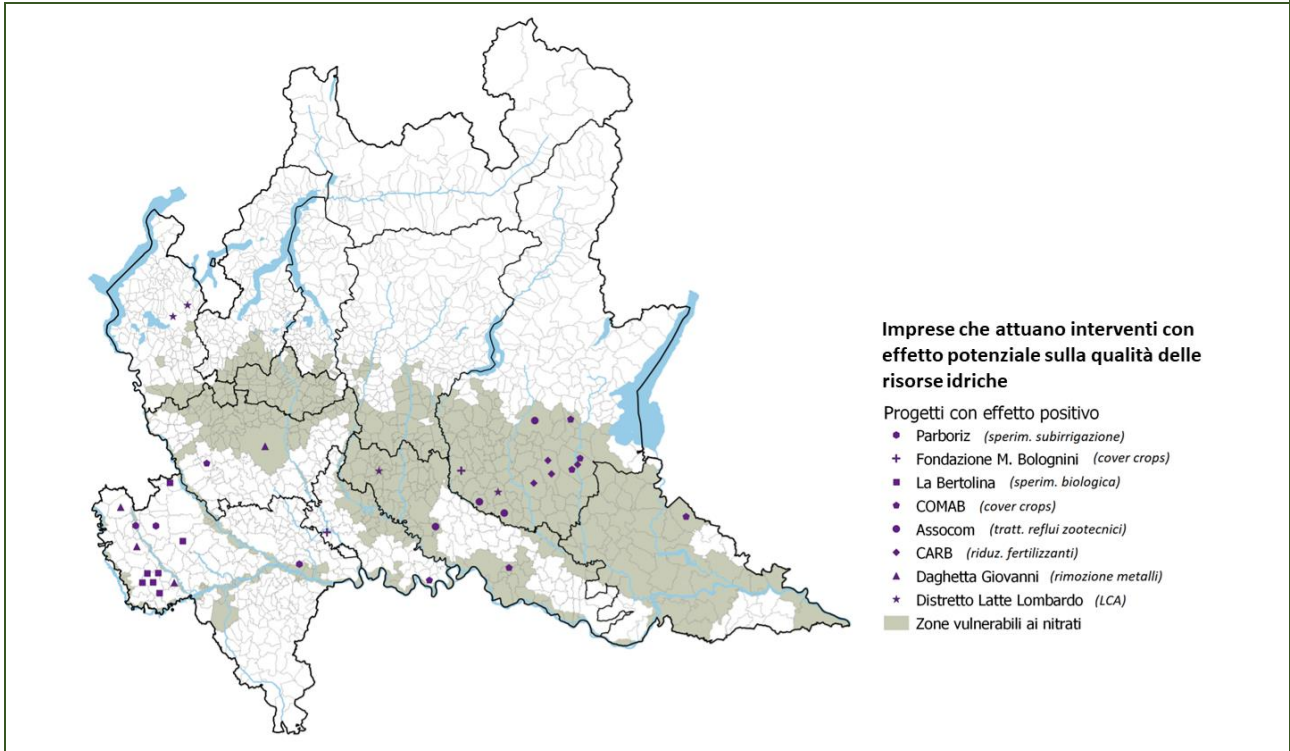 Imprese che attuano interventi con
effetto potenziale sulla qualità delle
risorse idriche
Progetti con effetto positivo
Parboriz (sperim. subirrigazione)
Fondazione M. Bolognini (cover crops)
La Bertolina (sperim. biologica)
COMAB (cover crops)
Assocom (tratt. reflui zootecnici)
CARB (riduz. fertilizzanti)
Daghetta Giovanni (rimozione metalli)
Distretto Latte Lombardo (LCA)
Zone vulnerabili ai nitrati